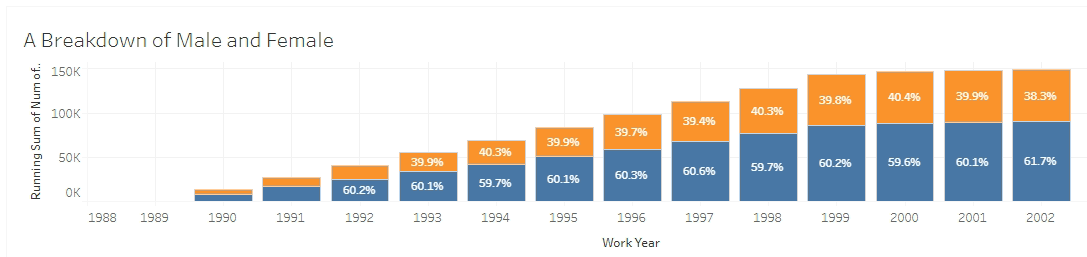 A Breakdown of Male and Female
Running Sum of Num of..
150K
100K
50K
0K
39.9%
40.3%
39.9%
39.7%
39.4%
40.3%
39.8%
40.4%
39.9%
38.3%
60.2%
60.1%
59.7%
60.1%
60.3%
60.6%
59.7%
60.2%
59.6%
60.1%
61.7%
1988 1989 1990 1991 1992 1993 1994 1995 1996 1997 1998 1999 2000 2001 2002
Work Year